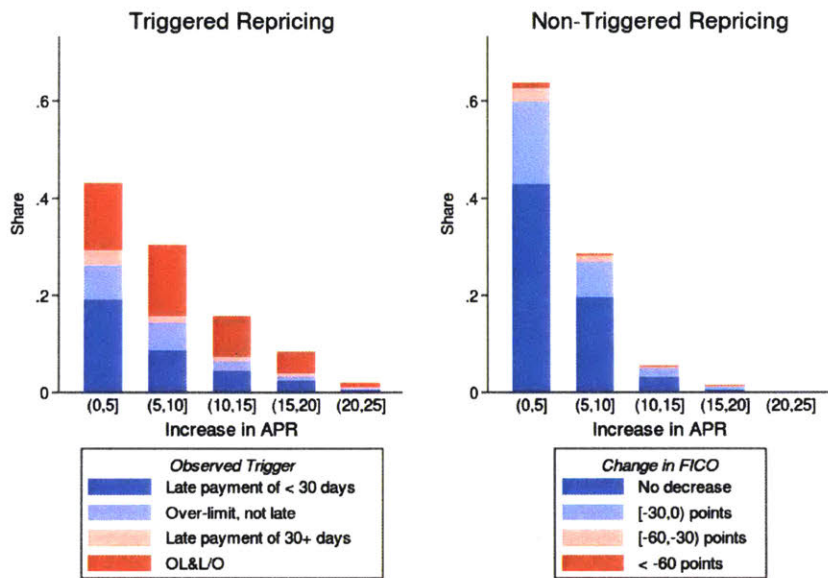 Triggered Repricing
Share
.6
.4
.2
0
(0,5] (5,10] (10,15] (15,20] (20,25]
Increase in APR
Observed Trigger
Late payment of < 30 days
Over-limit, not late
Late payment of 30+ days
OL&L/O
Non-Triggered Repricing
Share
.6
.4
.2
0
(0,5] (5,10] (10,15] (15,20] (20,25]
Increase in APR
Change in FICO
No decrease
[-30,0) points
[-60,-30) points
< -60 points